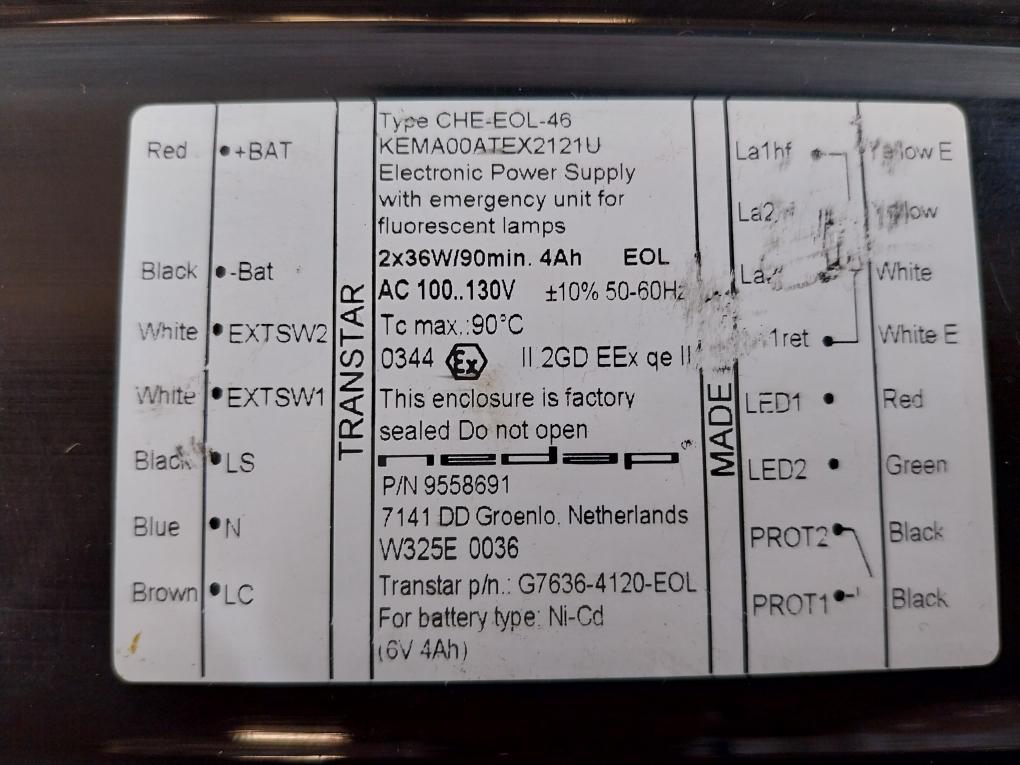 Red +BAT
Black -Bat
White EXTSW2
White EXTSW1
Black LS
Blue N
Brown LC
TRANSTAR
Type CHE-EOL-46
KEMA00ATEX2121U
Electronic Power Supply
with emergency unit for
fluorescent lamps
2x36W/90min. 4Ah EOL
AC 100..130V ±10% 50-60Hz
Tc max.:90°C
0344 Ex II 2GD EEx qe II
This enclosure is factory
sealed Do not open
nedap
P/N 9558691
7141 DD Groenlo, Netherlands
W325E 0036
Transtar p/n.: G7636-4120-EOL
For battery type: Ni-Cd
(6V 4Ah)
MADE
La1hf Yellow E
Yellow
White
1ret White E
LED1 Red
LED2 Green
PROT2 Black
PROT1 Black